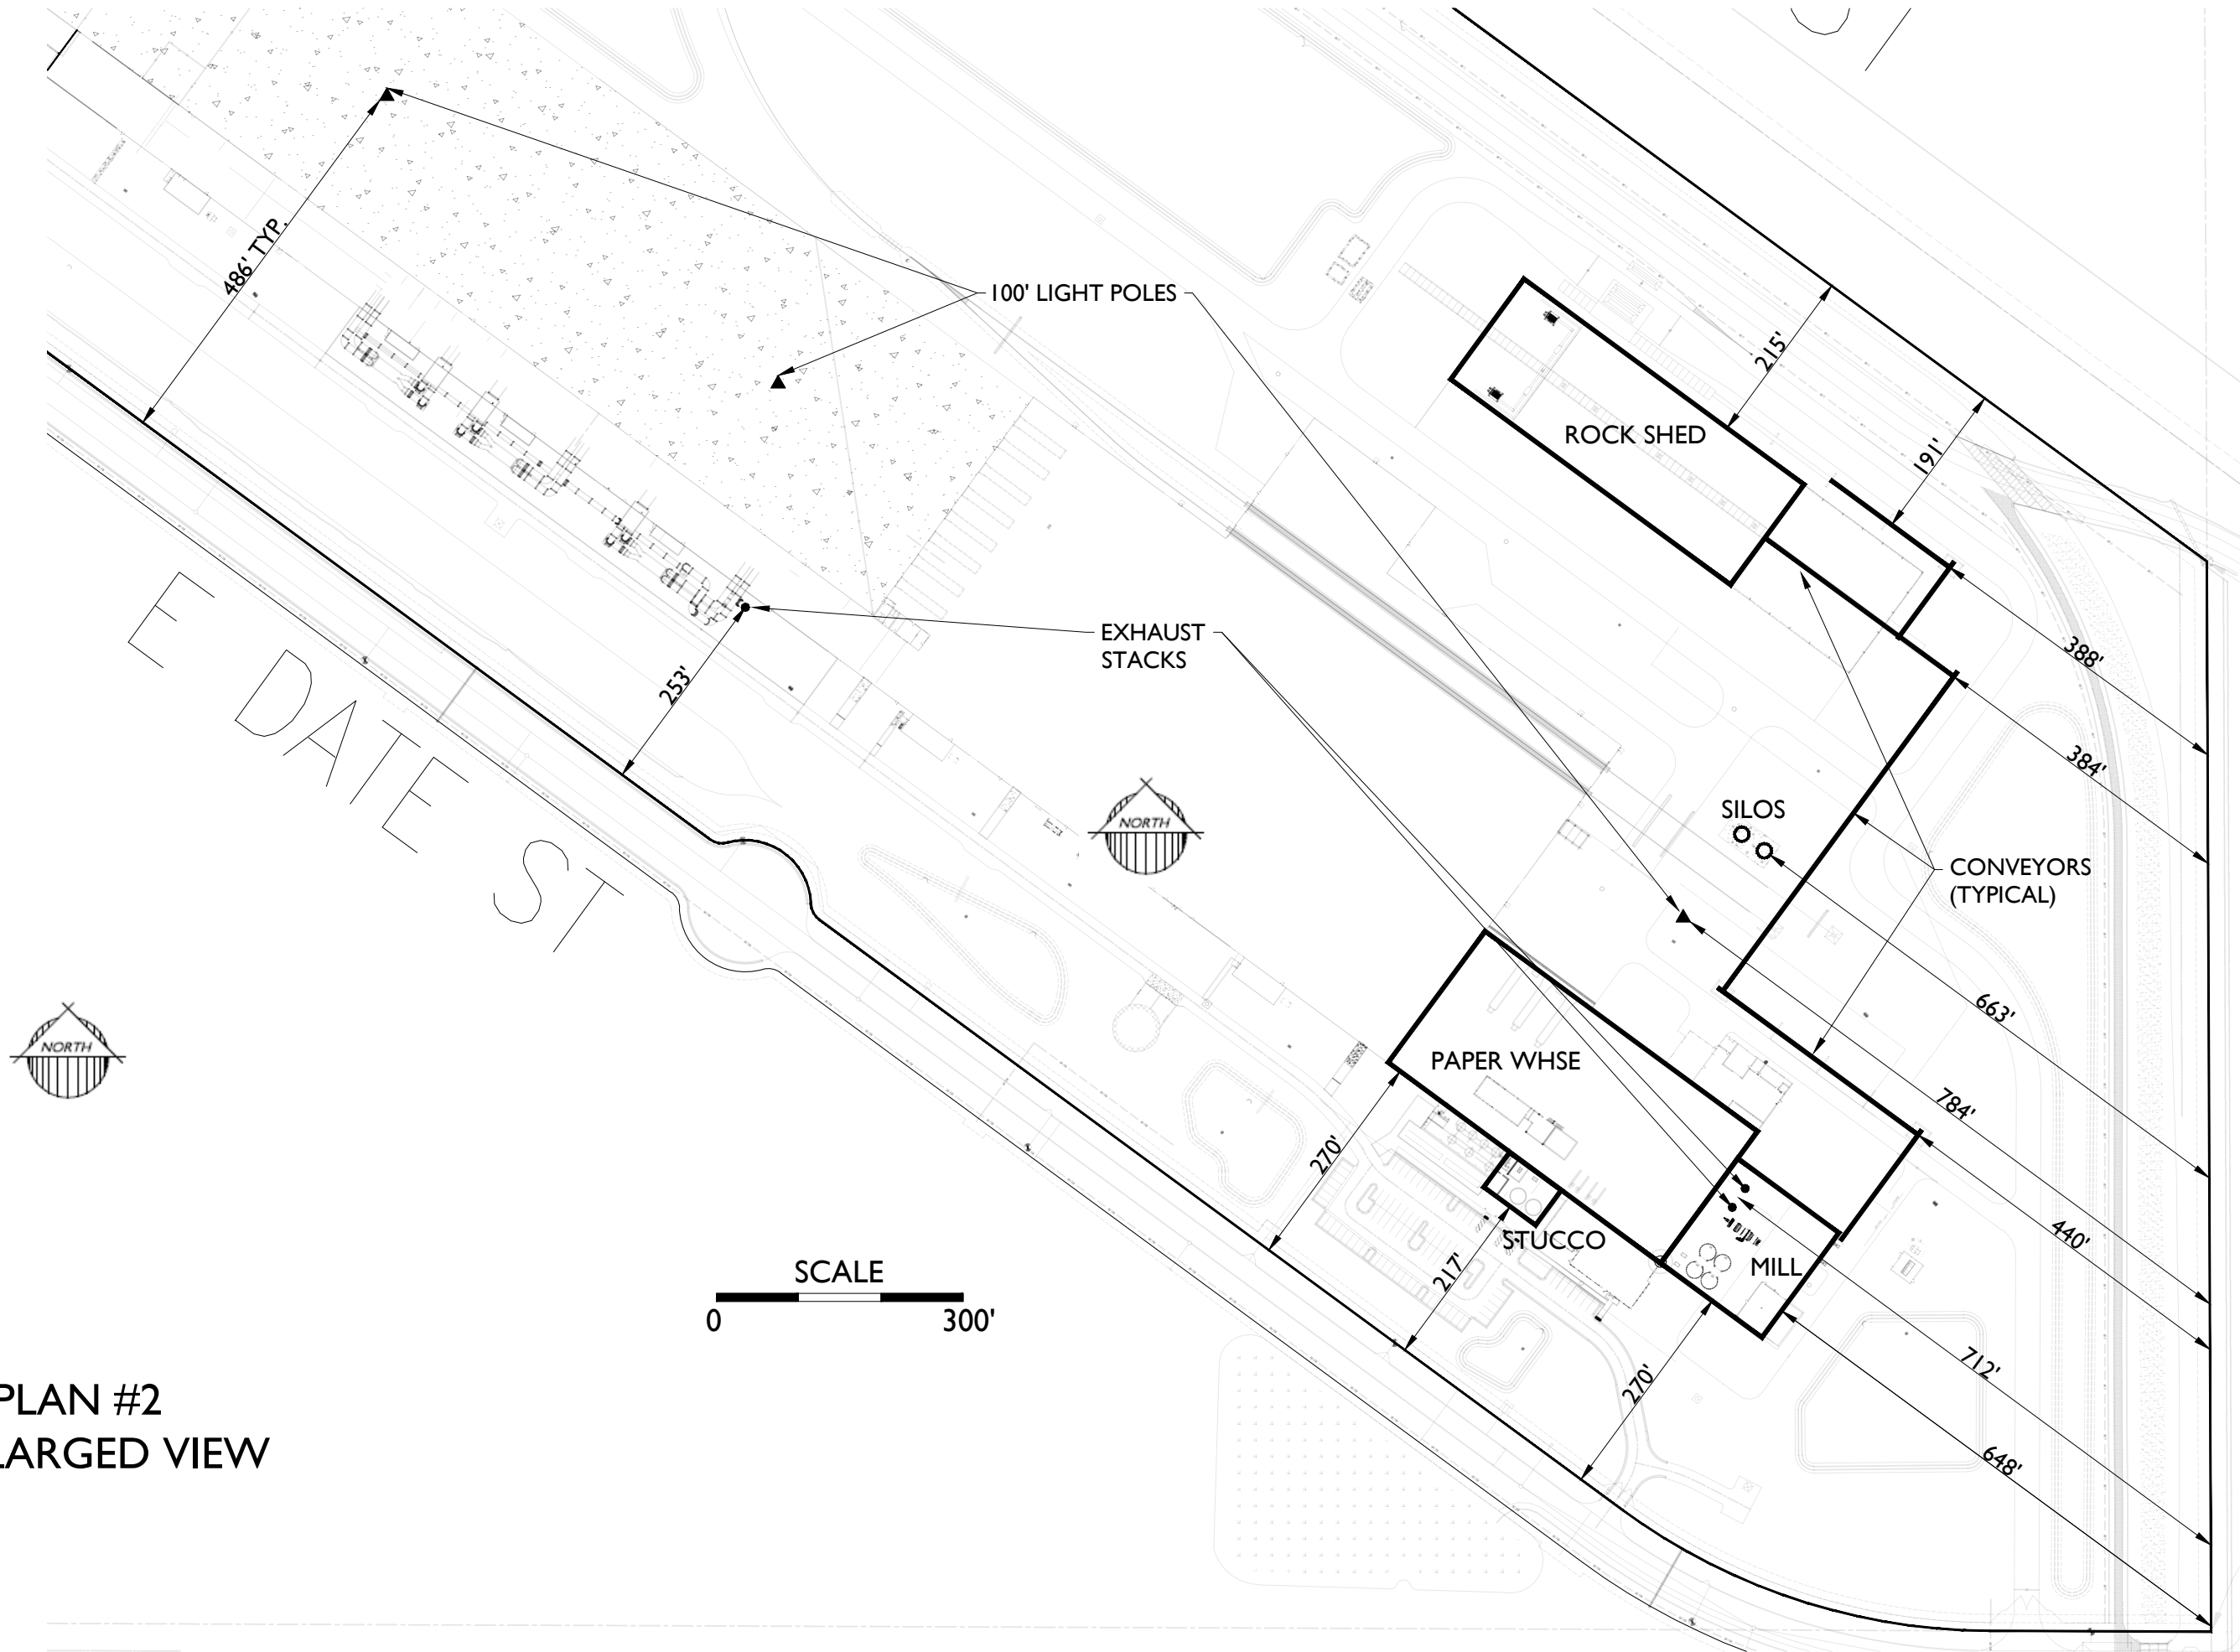 486' TYP.
100' LIGHT POLES
215'
ROCK SHED
191'
EXHAUST
STACKS
253'
388'
384'
E DATE ST
NORTH
SILOS
CONVEYORS
(TYPICAL)
663'
NORTH
PAPER WHSE
784'
270'
440'
STUCCO
217'
MILL
SCALE
0 300'
712'
270'
648'
PLAN #2
LARGED VIEW